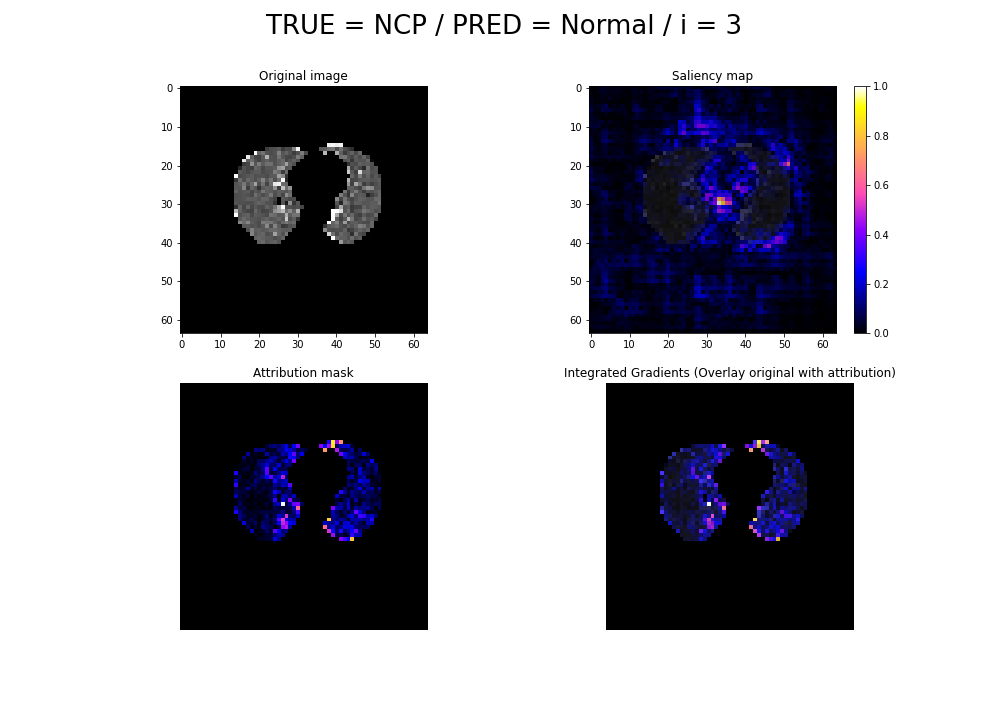 TRUE = NCP / PRED = Normal / i = 3
Original image
0
10
20
30
40
50
60
0 10 20 30 40 50 60
Saliency map
0
10
20
30
40
50
60
0 10 20 30 40 50 60
1.0
0.8
0.6
0.4
0.2
0.0
Attribution mask
Integrated Gradients (Overlay original with attribution)